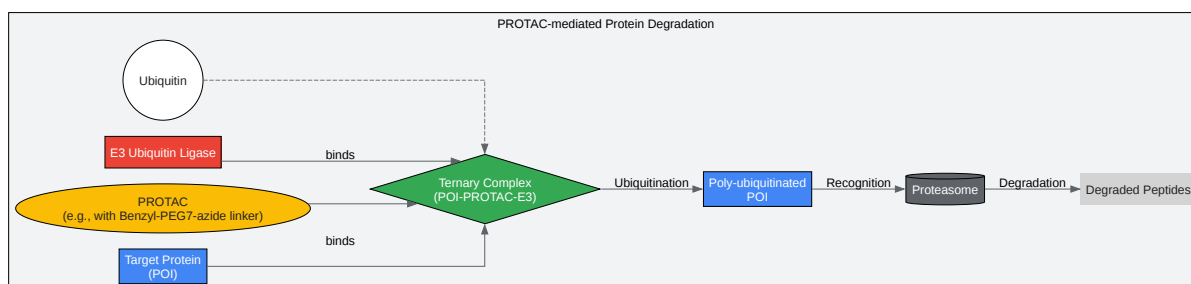 PROTAC-mediated Protein Degradation
Ubiquitin
E3 Ubiquitin Ligase
binds
PROTAC
(e.g., with Benzyl-PEG7-azide linker)
binds
Target Protein
(POI)
Ternary Complex
(POI-PROTAC-E3)
Ubiquitination
Poly-ubiquitinated
POI
Recognition
Proteasome
Degradation
Degraded Peptides